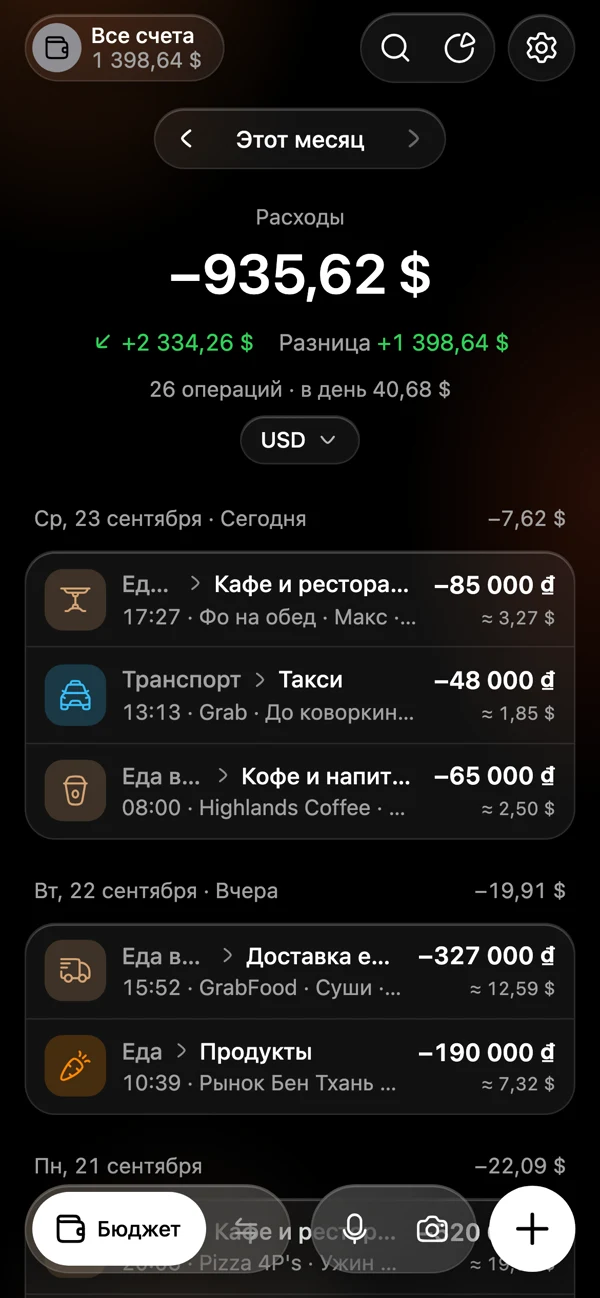 Все счета
1 398,64 $
Этот месяц
Расходы
−935,62 $
+2 334,26 $ Разница +1 398,64 $
26 операций · в день 40,68 $
USD
Ср, 23 сентября · Сегодня −7,62 $
Ед... > Кафе и рестора... −85 000 ₫
17:27 · Фо на обед · Макс ·... ≈ 3,27 $
Транспорт > Такси −48 000 ₫
13:13 · Grab · До коворкин... ≈ 1,85 $
Еда в... > Кофе и напит... −65 000 ₫
08:00 · Highlands Coffee · ... ≈ 2,50 $
Вт, 22 сентября · Вчера −19,91 $
Еда в... > Доставка е... −327 000 ₫
15:52 · GrabFood · Суши ·... ≈ 12,59 $
Еда > Продукты −190 000 ₫
10:39 · Рынок Бен Тхань ... ≈ 7,32 $
Пн, 21 сентября −22,09 $
Бюджет Кафе и рестор...
Pizza 4P's · Ужин ...